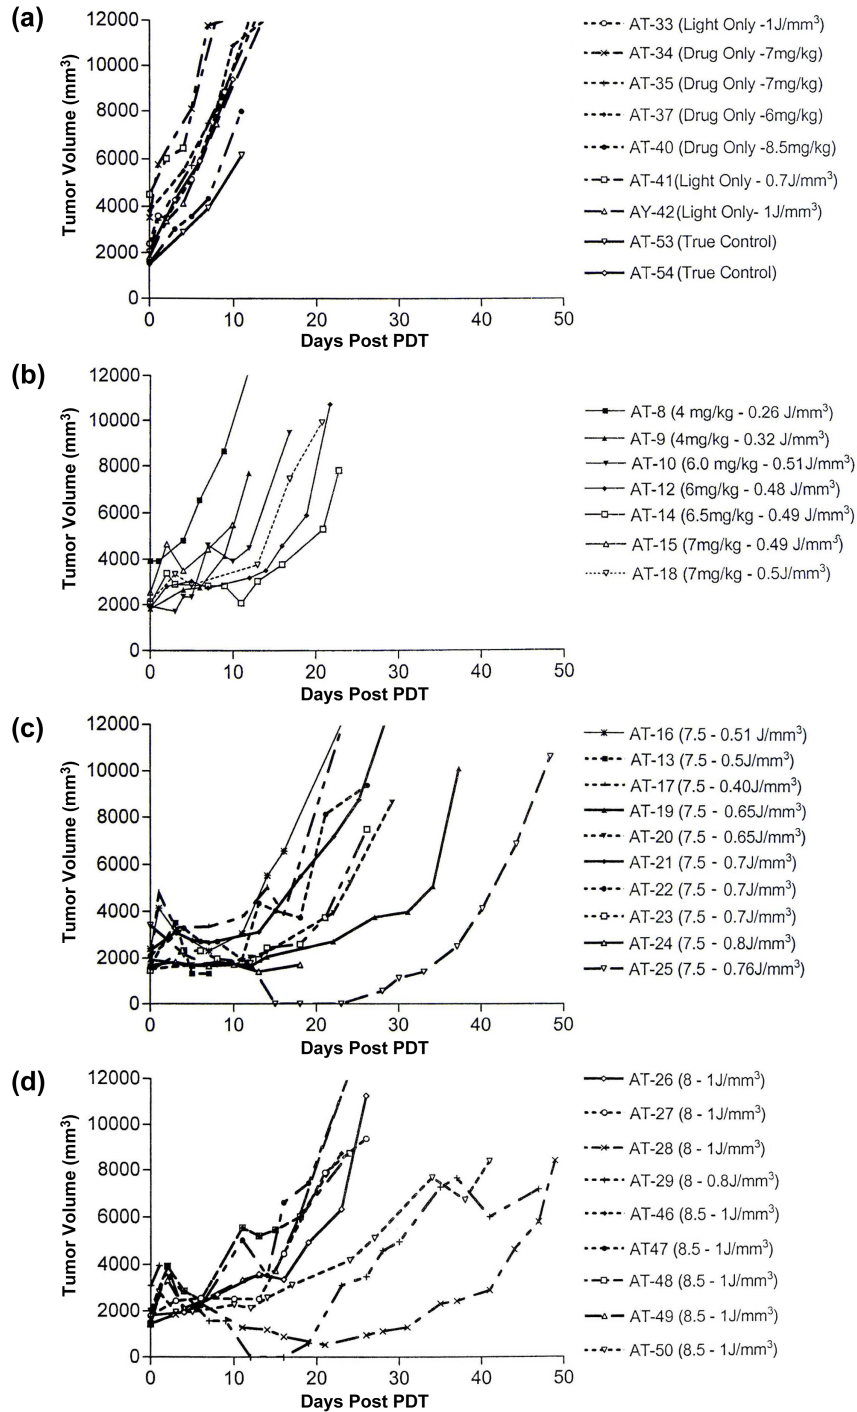 (a)
12000
10000
8000
6000
4000
2000
0
Tumor Volume (mm³)
0 10 20 30 40 50
Days Post PDT
AT-33 (Light Only -1J/mm³)
AT-34 (Drug Only -7mg/kg)
AT-35 (Drug Only -7mg/kg)
AT-37 (Drug Only -6mg/kg)
AT-40 (Drug Only -8.5mg/kg)
AT-41(Light Only - 0.7J/mm³)
AY-42 (Light Only- 1J/mm³)
AT-53 (True Control)
AT-54 (True Control)
(b)
12000
10000
8000
6000
4000
2000
0
Tumor Volume (mm³)
0 10 20 30 40 50
Days Post PDT
AT-8 (4 mg/kg - 0.26 J/mm³)
AT-9 (4mg/kg - 0.32 J/mm³)
AT-10 (6.0 mg/kg - 0.51J/mm³)
AT-12 (6mg/kg - 0.48 J/mm³)
AT-14 (6.5mg/kg - 0.49 J/mm³)
AT-15 (7mg/kg - 0.49 J/mm³)
AT-18 (7mg/kg - 0.5J/mm³)
(c)
12000
10000
8000
6000
4000
2000
0
Tumor Volume (mm³)
0 10 20 30 40 50
Days Post PDT
AT-16 (7.5 - 0.51 J/mm³)
AT-13 (7.5 - 0.5J/mm³)
AT-17 (7.5 - 0.40J/mm³)
AT-19 (7.5 - 0.65J/mm³)
AT-20 (7.5 - 0.65J/mm³)
AT-21 (7.5 - 0.7J/mm³)
AT-22 (7.5 - 0.7J/mm³)
AT-23 (7.5 - 0.7J/mm³)
AT-24 (7.5 - 0.8J/mm³)
AT-25 (7.5 - 0.76J/mm³)
(d)
12000
10000
8000
6000
4000
2000
0
Tumor Volume (mm³)
0 10 20 30 40 50
Days Post PDT
AT-26 (8 - 1J/mm³)
AT-27 (8 - 1J/mm³)
AT-28 (8 - 1J/mm³)
AT-29 (8 - 0.8J/mm³)
AT-46 (8.5 - 1J/mm³)
AT47 (8.5 - 1J/mm³)
AT-48 (8.5 - 1J/mm³)
AT-49 (8.5 - 1J/mm³)
AT-50 (8.5 - 1J/mm³)